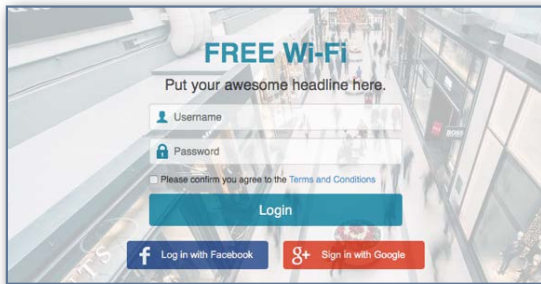 FREE Wi-Fi
Put your awesome headline here.
Username
Password
Please confirm you agree to the Terms and Conditions
Login
f Log in with Facebook
g+ Sign in with Google
BOSS